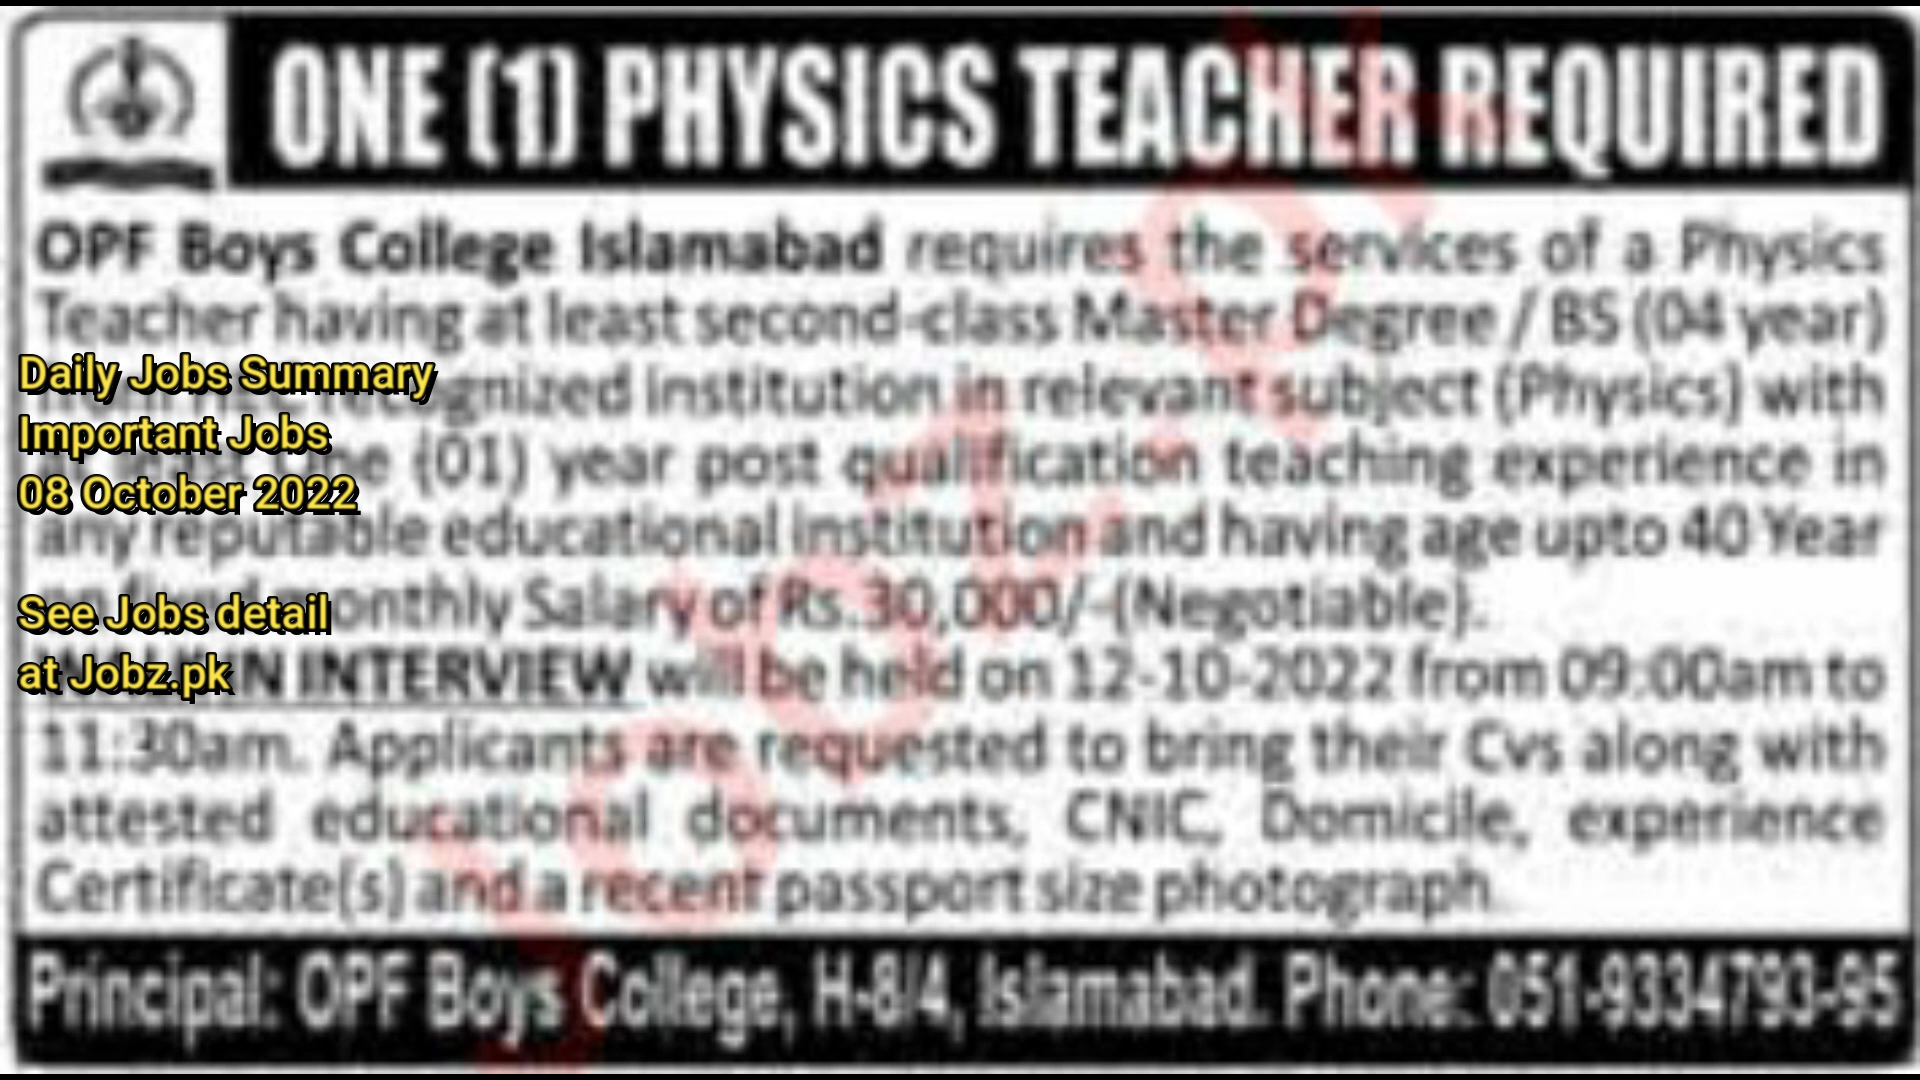 ONE (1) PHYSICS TEACHER REQUIRED
OPF Boys College Islamabad requires the services of a Physics
Teacher having at least second-class Master Degree / BS (04 year)
Daily Jobs Summary
institution in relevant subject (Physics) with
Important Jobs
(01) year post qualification teaching experience in
08 October 2022
any reputable educational institution and having age upto 40 Year
See Jobs detail
Salary of Rs.30,000/-(Negotiable).
at Jobz.pk
INTERVIEW will be held on 12-10-2022 from 09:00am to
11:30am. Applicants are requested to bring their Cvs along with
attested educational documents, CNIC, Domicile, experience
Certificate(s) and a recent passport size photograph.
Principal: OPF Boys College, H-8/4, Islamabad. Phone: 051-9334793-95